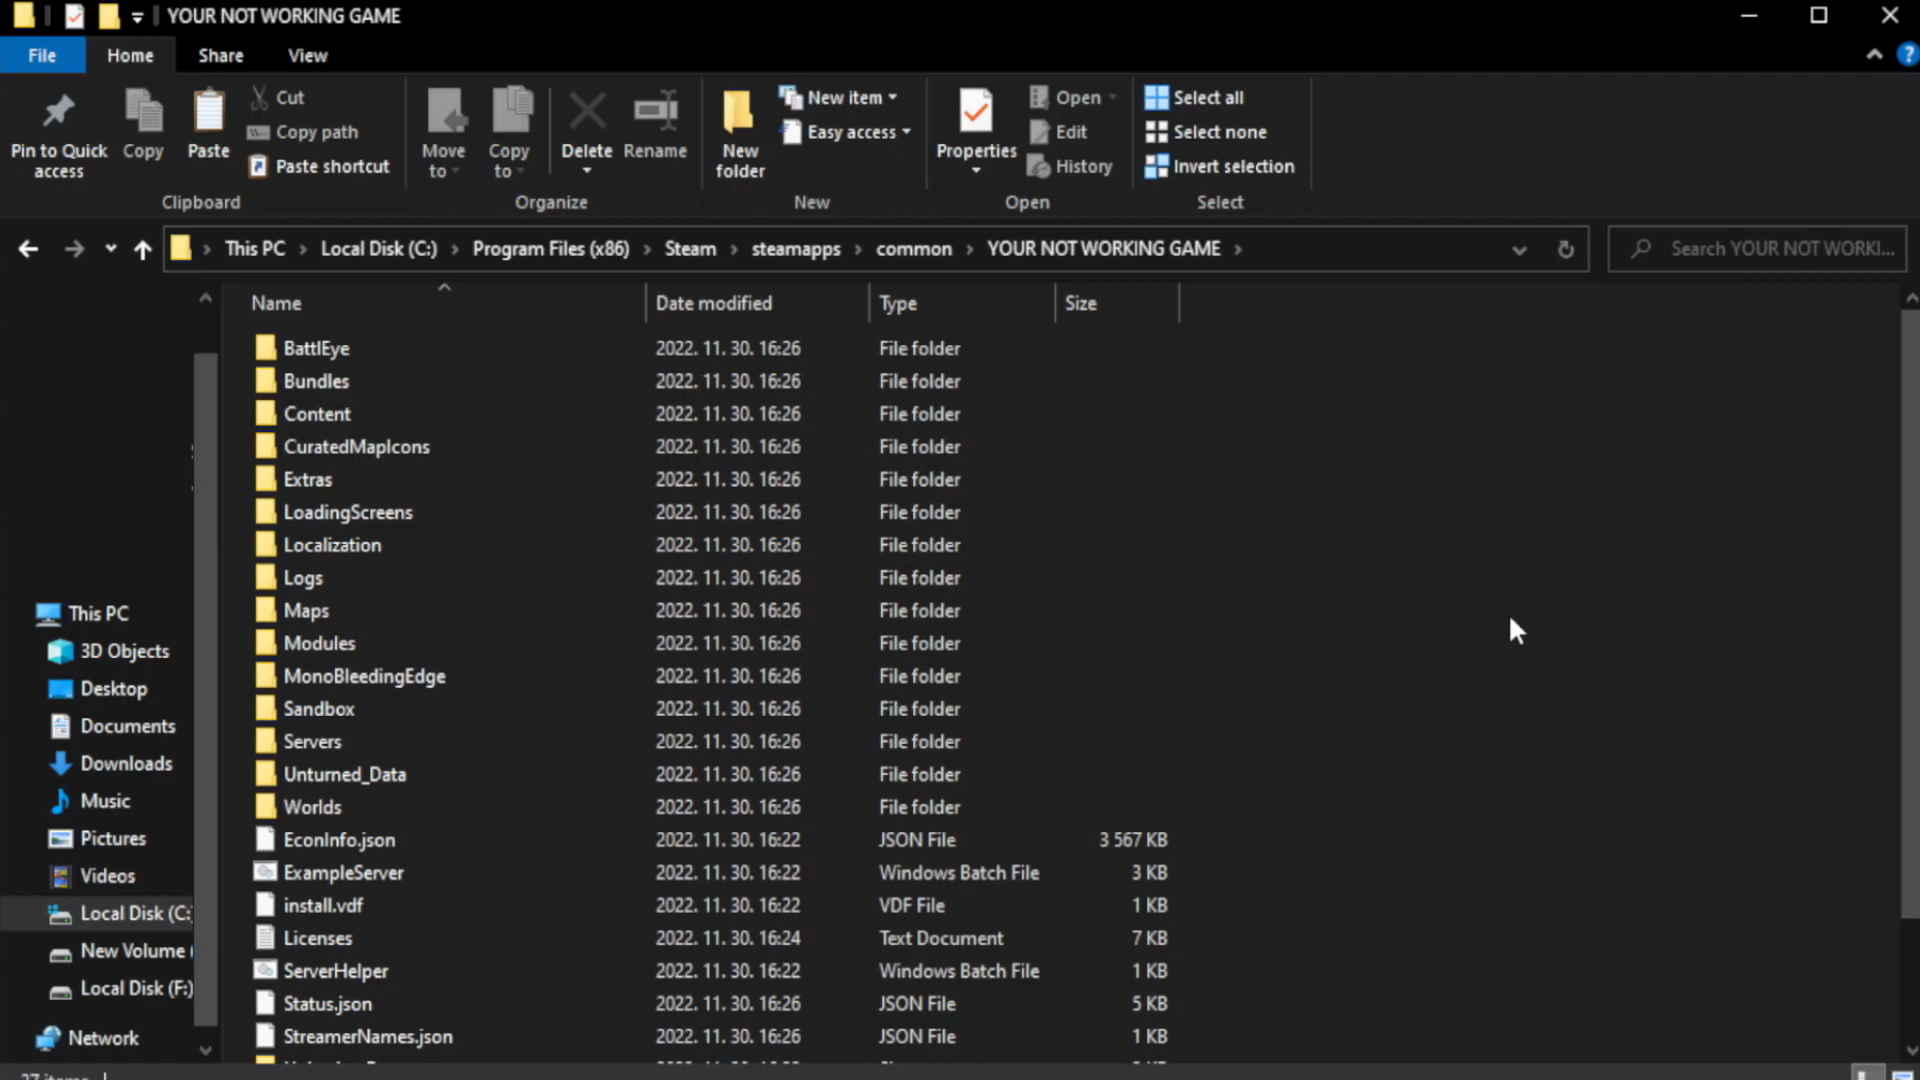 YOUR NOT WORKING GAME
File Home Share View
Pin to Quick access
Copy
Paste
Cut
Copy path
Paste shortcut
Clipboard
Move to
Copy to
Delete
Rename
Organize
New folder
New item
Easy access
New
Properties
Open
Edit
History
Open
Select all
Select none
Invert selection
Select
This PC Local Disk (C:) Program Files (x86) Steam steamapps common YOUR NOT WORKING GAME
Search YOUR NOT WORKI...
Name Date modified Type Size
BattlEye 2022. 11. 30. 16:26 File folder
Bundles 2022. 11. 30. 16:26 File folder
Content 2022. 11. 30. 16:26 File folder
CuratedMapIcons 2022. 11. 30. 16:26 File folder
Extras 2022. 11. 30. 16:26 File folder
LoadingScreens 2022. 11. 30. 16:26 File folder
Localization 2022. 11. 30. 16:26 File folder
Logs 2022. 11. 30. 16:26 File folder
Maps 2022. 11. 30. 16:26 File folder
Modules 2022. 11. 30. 16:26 File folder
MonoBleedingEdge 2022. 11. 30. 16:26 File folder
Sandbox 2022. 11. 30. 16:26 File folder
Servers 2022. 11. 30. 16:26 File folder
Unturned_Data 2022. 11. 30. 16:26 File folder
Worlds 2022. 11. 30. 16:26 File folder
EconInfo.json 2022. 11. 30. 16:22 JSON File 3 567 KB
ExampleServer 2022. 11. 30. 16:22 Windows Batch File 3 KB
install.vdf 2022. 11. 30. 16:22 VDF File 1 KB
Licenses 2022. 11. 30. 16:24 Text Document 7 KB
ServerHelper 2022. 11. 30. 16:22 Windows Batch File 1 KB
Status.json 2022. 11. 30. 16:26 JSON File 5 KB
StreamerNames.json 2022. 11. 30. 16:26 JSON File 1 KB
This PC
3D Objects
Desktop
Documents
Downloads
Music
Pictures
Videos
Local Disk (C:
New Volume (
Local Disk (F:)
Network